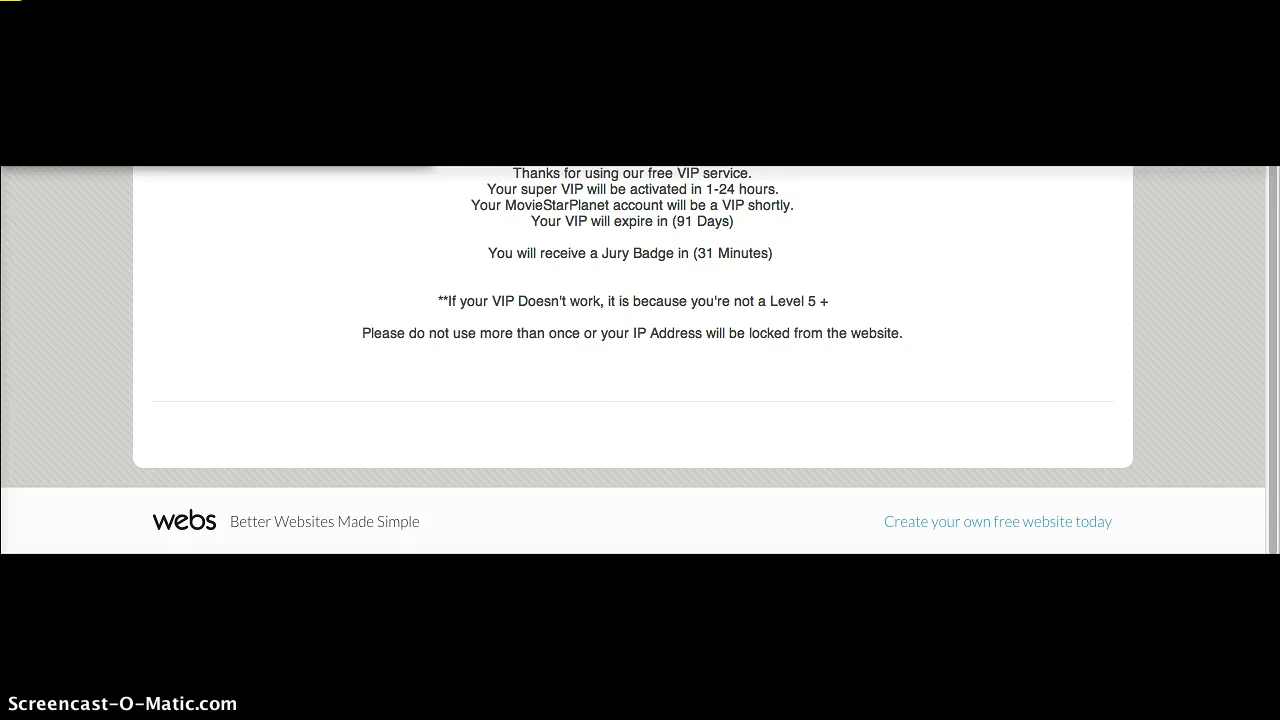 Thanks for using our free VIP service.
Your super VIP will be activated in 1-24 hours.
Your MovieStarPlanet account will be a VIP shortly.
Your VIP will expire in (91 Days)
You will receive a Jury Badge in (31 Minutes)
**If your VIP Doesn't work, it is because you're not a Level 5 +
Please do not use more than once or your IP Address will be locked from the website.
webs Better Websites Made Simple Create your own free website today
Screencast-O-Matic.com